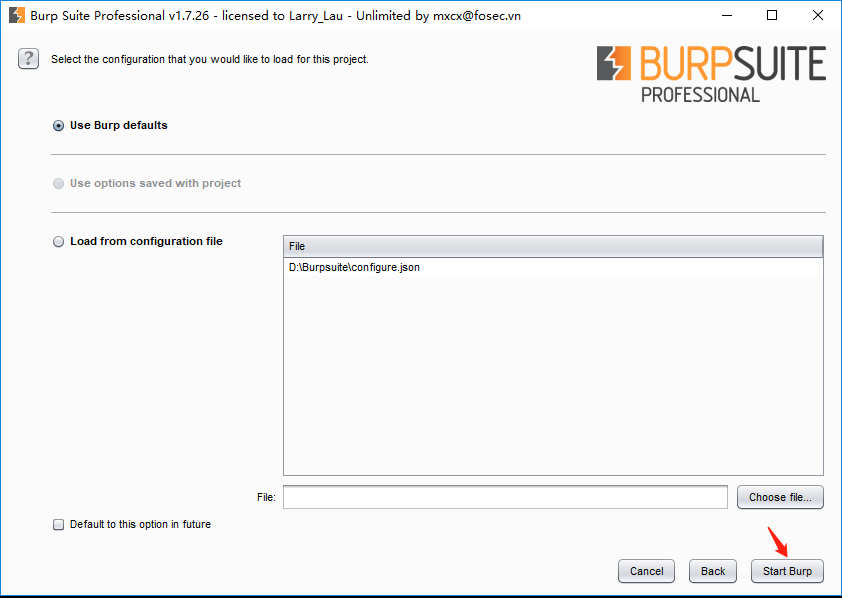 Burp Suite Professional v1.7.26 - licensed to Larry_Lau - Unlimited by mxcx@fosec.vn
?
Select the configuration that you would like to load for this project.
BURPSUITE
PROFESSIONAL
Use Burp defaults
Use options saved with project
Load from configuration file
File
D:\Burpsuite\configure.json
File:
Choose file...
Default to this option in future
Cancel
Back
Start Burp